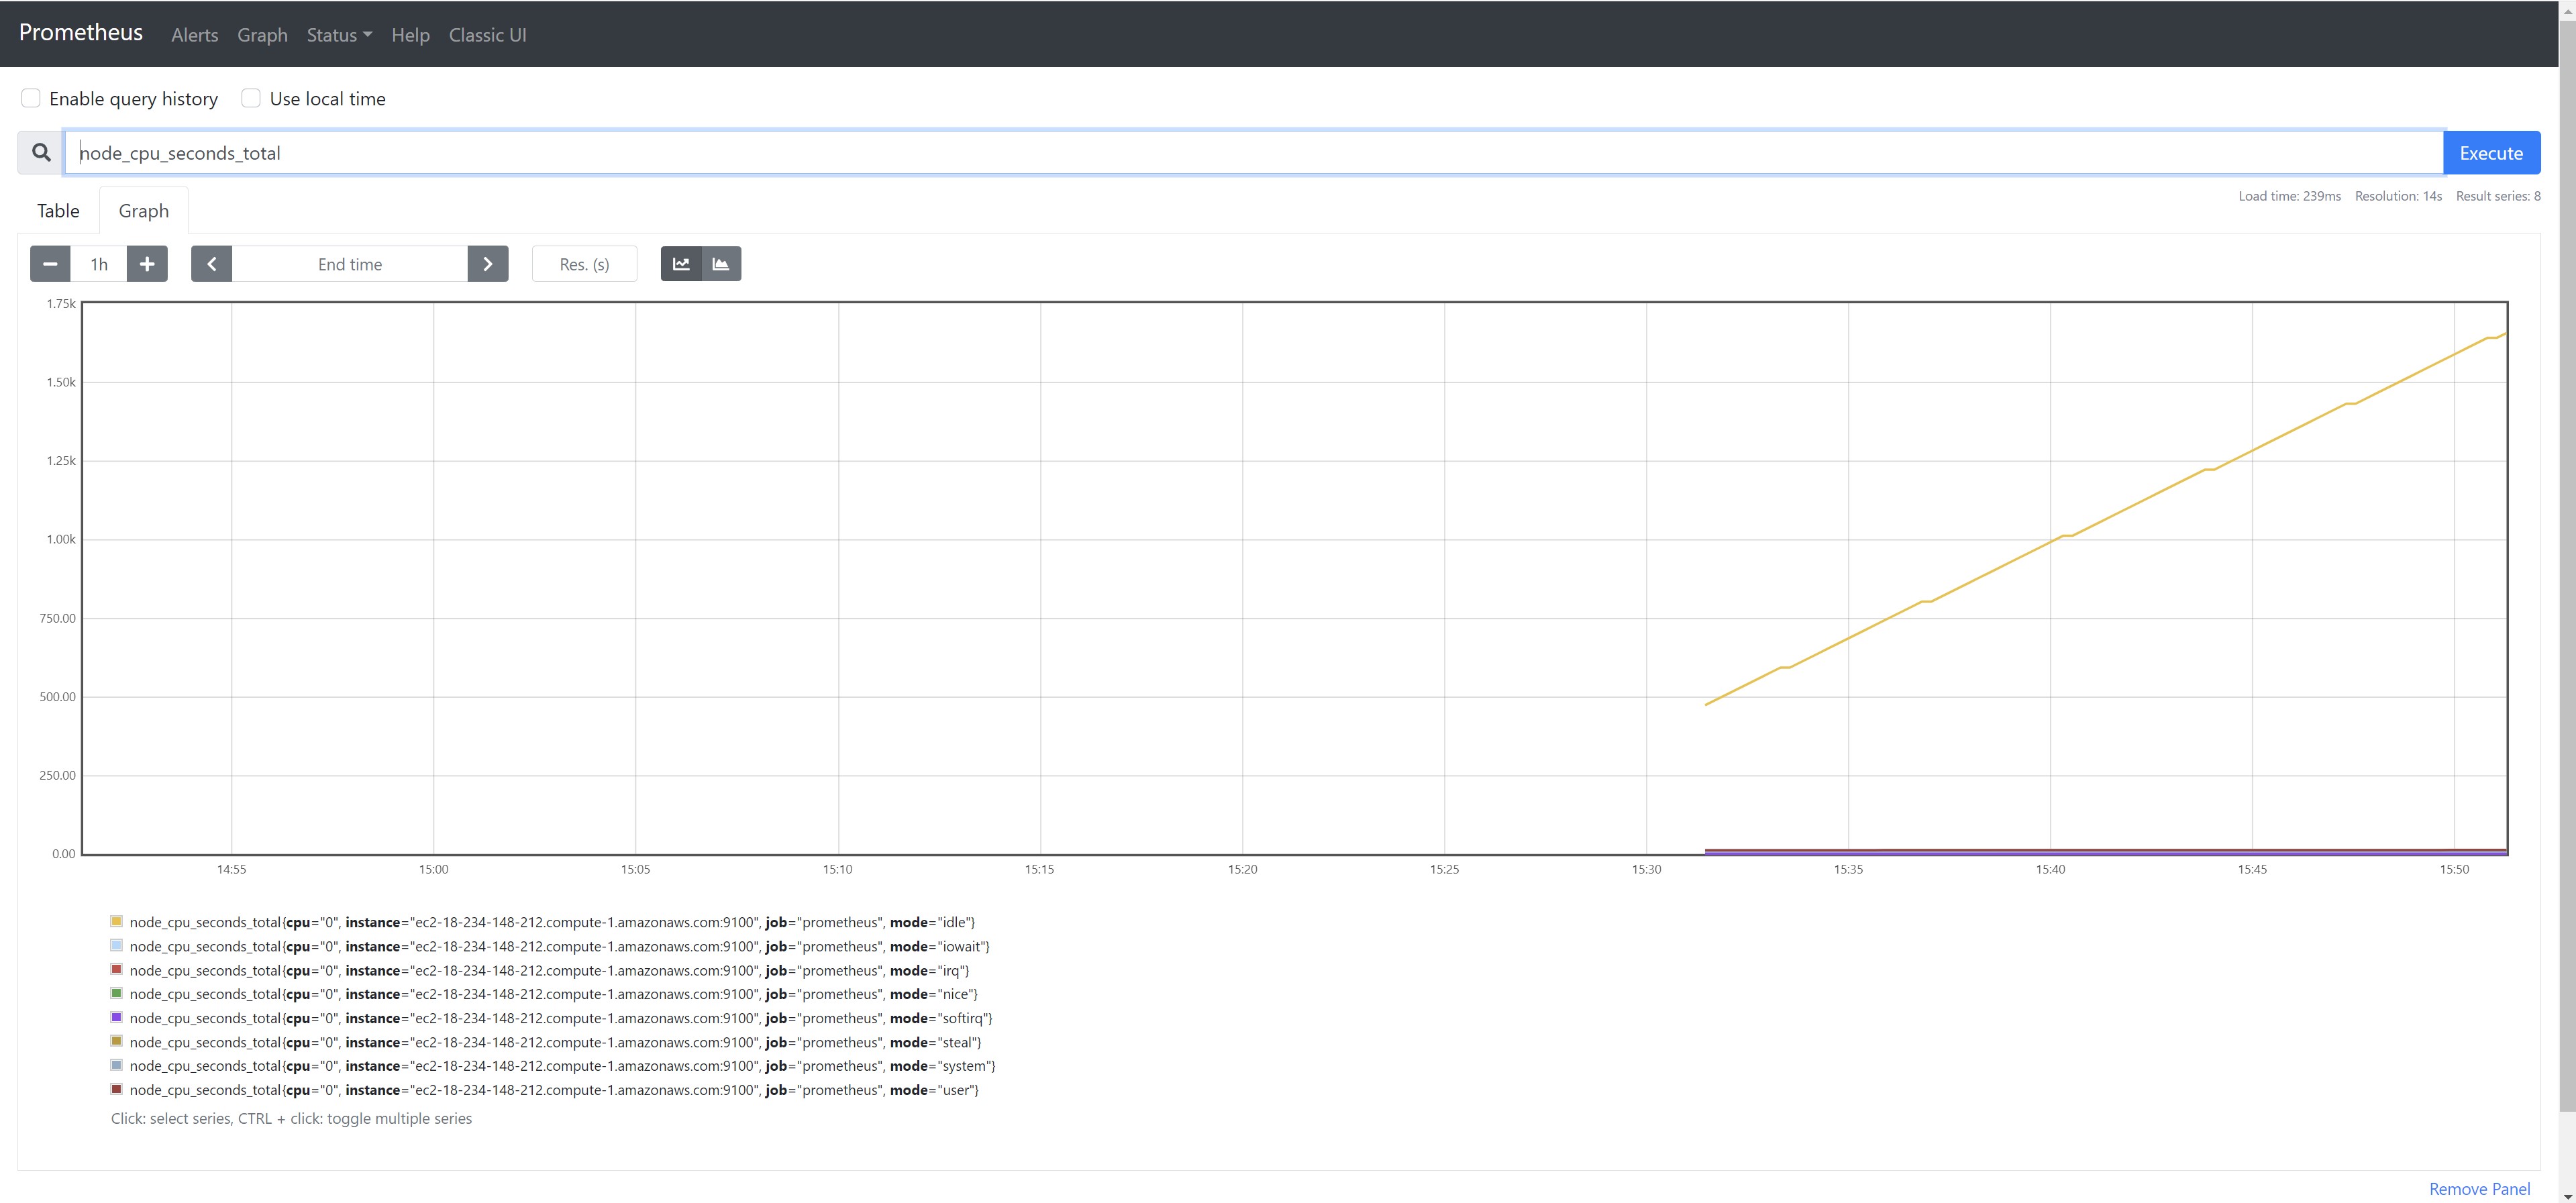 Prometheus Alerts Graph Status Help Classic UI
Enable query history Use local time
node_cpu_seconds_total Execute
Table Graph Load time: 239ms Resolution: 14s Result series: 8
1h End time Res. (s)
1.75k
1.50k
1.25k
1.00k
750.00
500.00
250.00
0.00
14:55 15:00 15:05 15:10 15:15 15:20 15:25 15:30 15:35 15:40 15:45 15:50
node_cpu_seconds_total{cpu="0", instance="ec2-18-234-148-212.compute-1.amazonaws.com:9100", job="prometheus", mode="idle"}
node_cpu_seconds_total{cpu="0", instance="ec2-18-234-148-212.compute-1.amazonaws.com:9100", job="prometheus", mode="iowait"}
node_cpu_seconds_total{cpu="0", instance="ec2-18-234-148-212.compute-1.amazonaws.com:9100", job="prometheus", mode="irq"}
node_cpu_seconds_total{cpu="0", instance="ec2-18-234-148-212.compute-1.amazonaws.com:9100", job="prometheus", mode="nice"}
node_cpu_seconds_total{cpu="0", instance="ec2-18-234-148-212.compute-1.amazonaws.com:9100", job="prometheus", mode="softirq"}
node_cpu_seconds_total{cpu="0", instance="ec2-18-234-148-212.compute-1.amazonaws.com:9100", job="prometheus", mode="steal"}
node_cpu_seconds_total{cpu="0", instance="ec2-18-234-148-212.compute-1.amazonaws.com:9100", job="prometheus", mode="system"}
node_cpu_seconds_total{cpu="0", instance="ec2-18-234-148-212.compute-1.amazonaws.com:9100", job="prometheus", mode="user"}
Click: select series, CTRL + click: toggle multiple series
Remove Panel